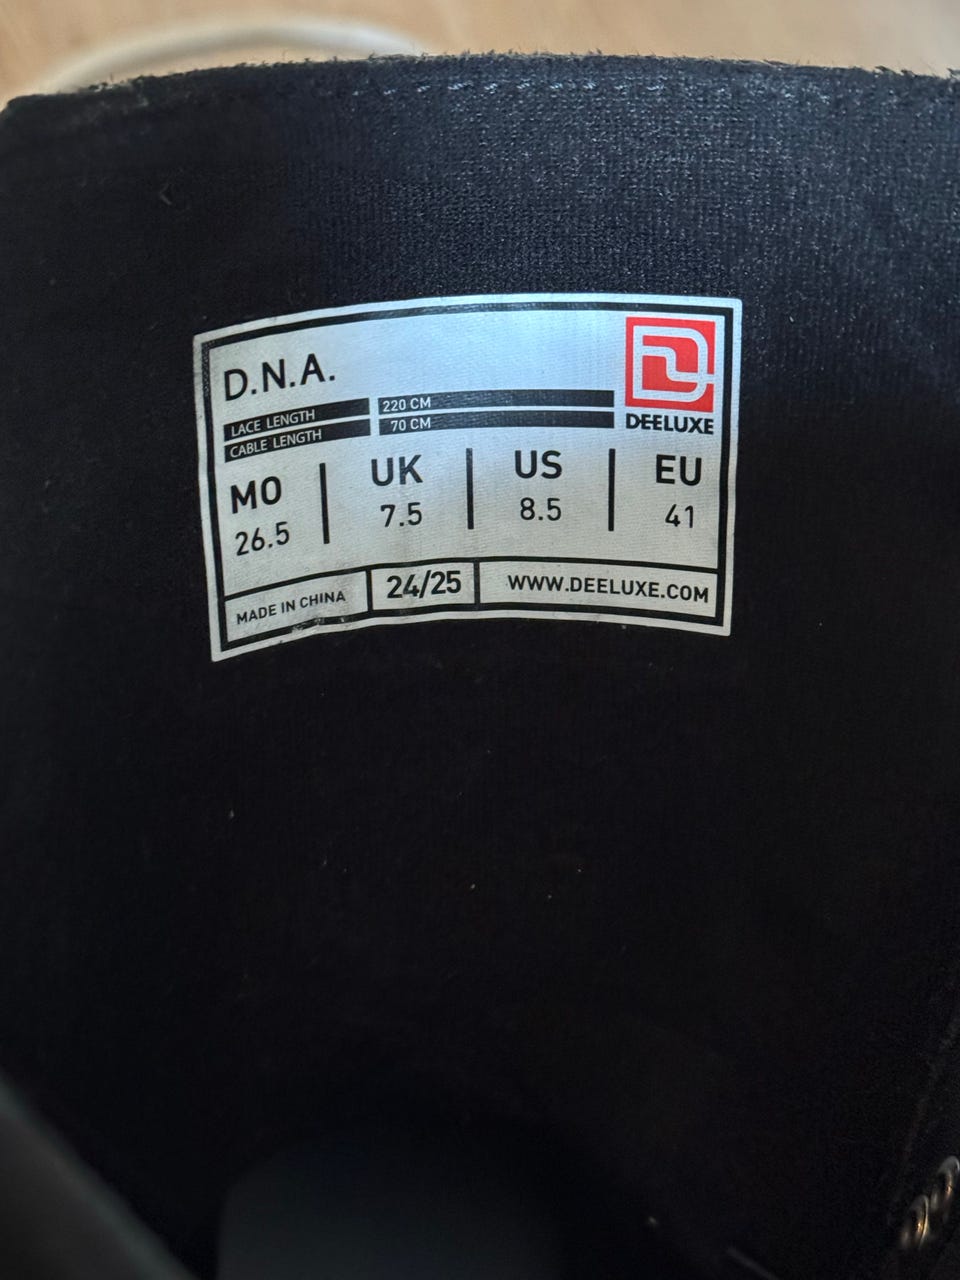 D.N.A.
LACE LENGTH 220 CM
CABLE LENGTH 70 CM
DEELUXE
MO UK US EU
26.5 7.5 8.5 41
MADE IN CHINA 24/25 WWW.DEELUXE.COM